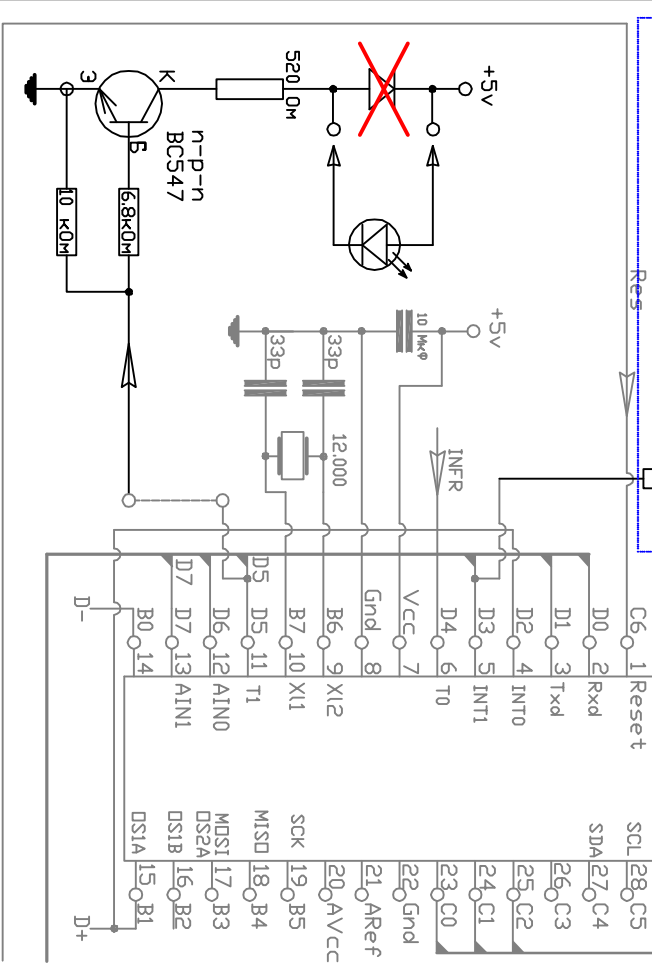 +5v
520 Ом
К
Э
Б
n-p-n
BC547
6.8кОм
10 кОм
Res
+5v
10 Мкф
33p
33p
12,000
INFR
D5
D7
D-
C6
D0
D1
D2
D3
D4
Vcc
Gnd
B6
B7
D5
D6
D7
B0
1
2
3
4
5
6
7
8
9
10
11
12
13
14
Reset
Rxd
Txd
INT0
INT1
T0
Xl2
Xl1
T1
AIN0
AIN1
SCL
SDA
SCK
MISO
MOSI
OS2A
OS1B
OS1A
28
27
26
25
24
23
22
21
20
19
18
17
16
15
C5
C4
C3
C2
C1
C0
Gnd
ARef
AVcc
B5
B4
B3
B2
B1
D+